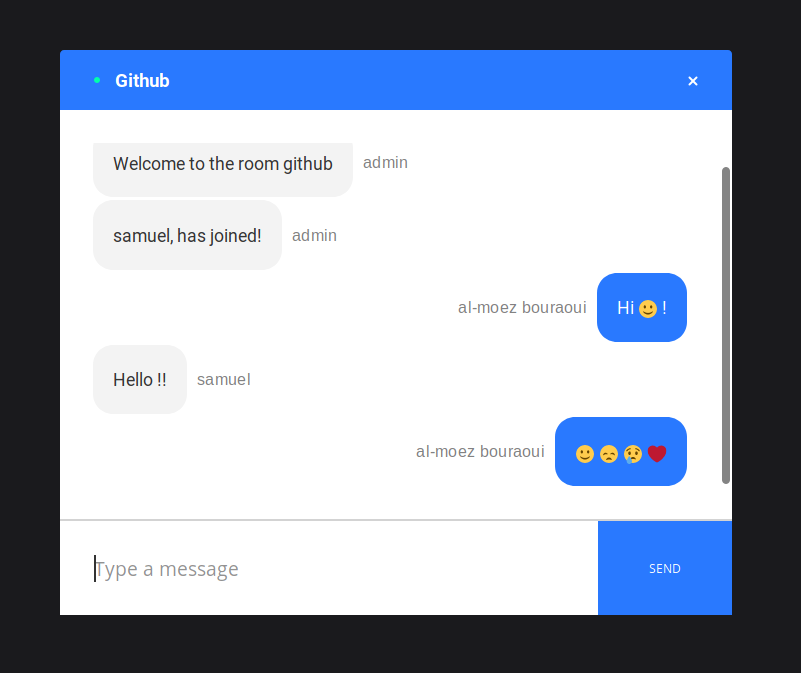 Github ×
Welcome to the room github admin
samuel, has joined! admin
al-moez bouraoui Hi 🙂 !
Hello !! samuel
al-moez bouraoui 🙂 😞 😢 ❤️
Type a message SEND